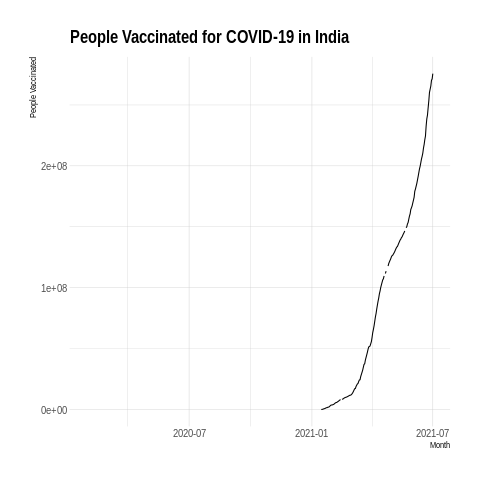 People Vaccinated for COVID-19 in India
People Vaccinated
2e+08
1e+08
0e+00
2020-07 2021-01 2021-07
Month